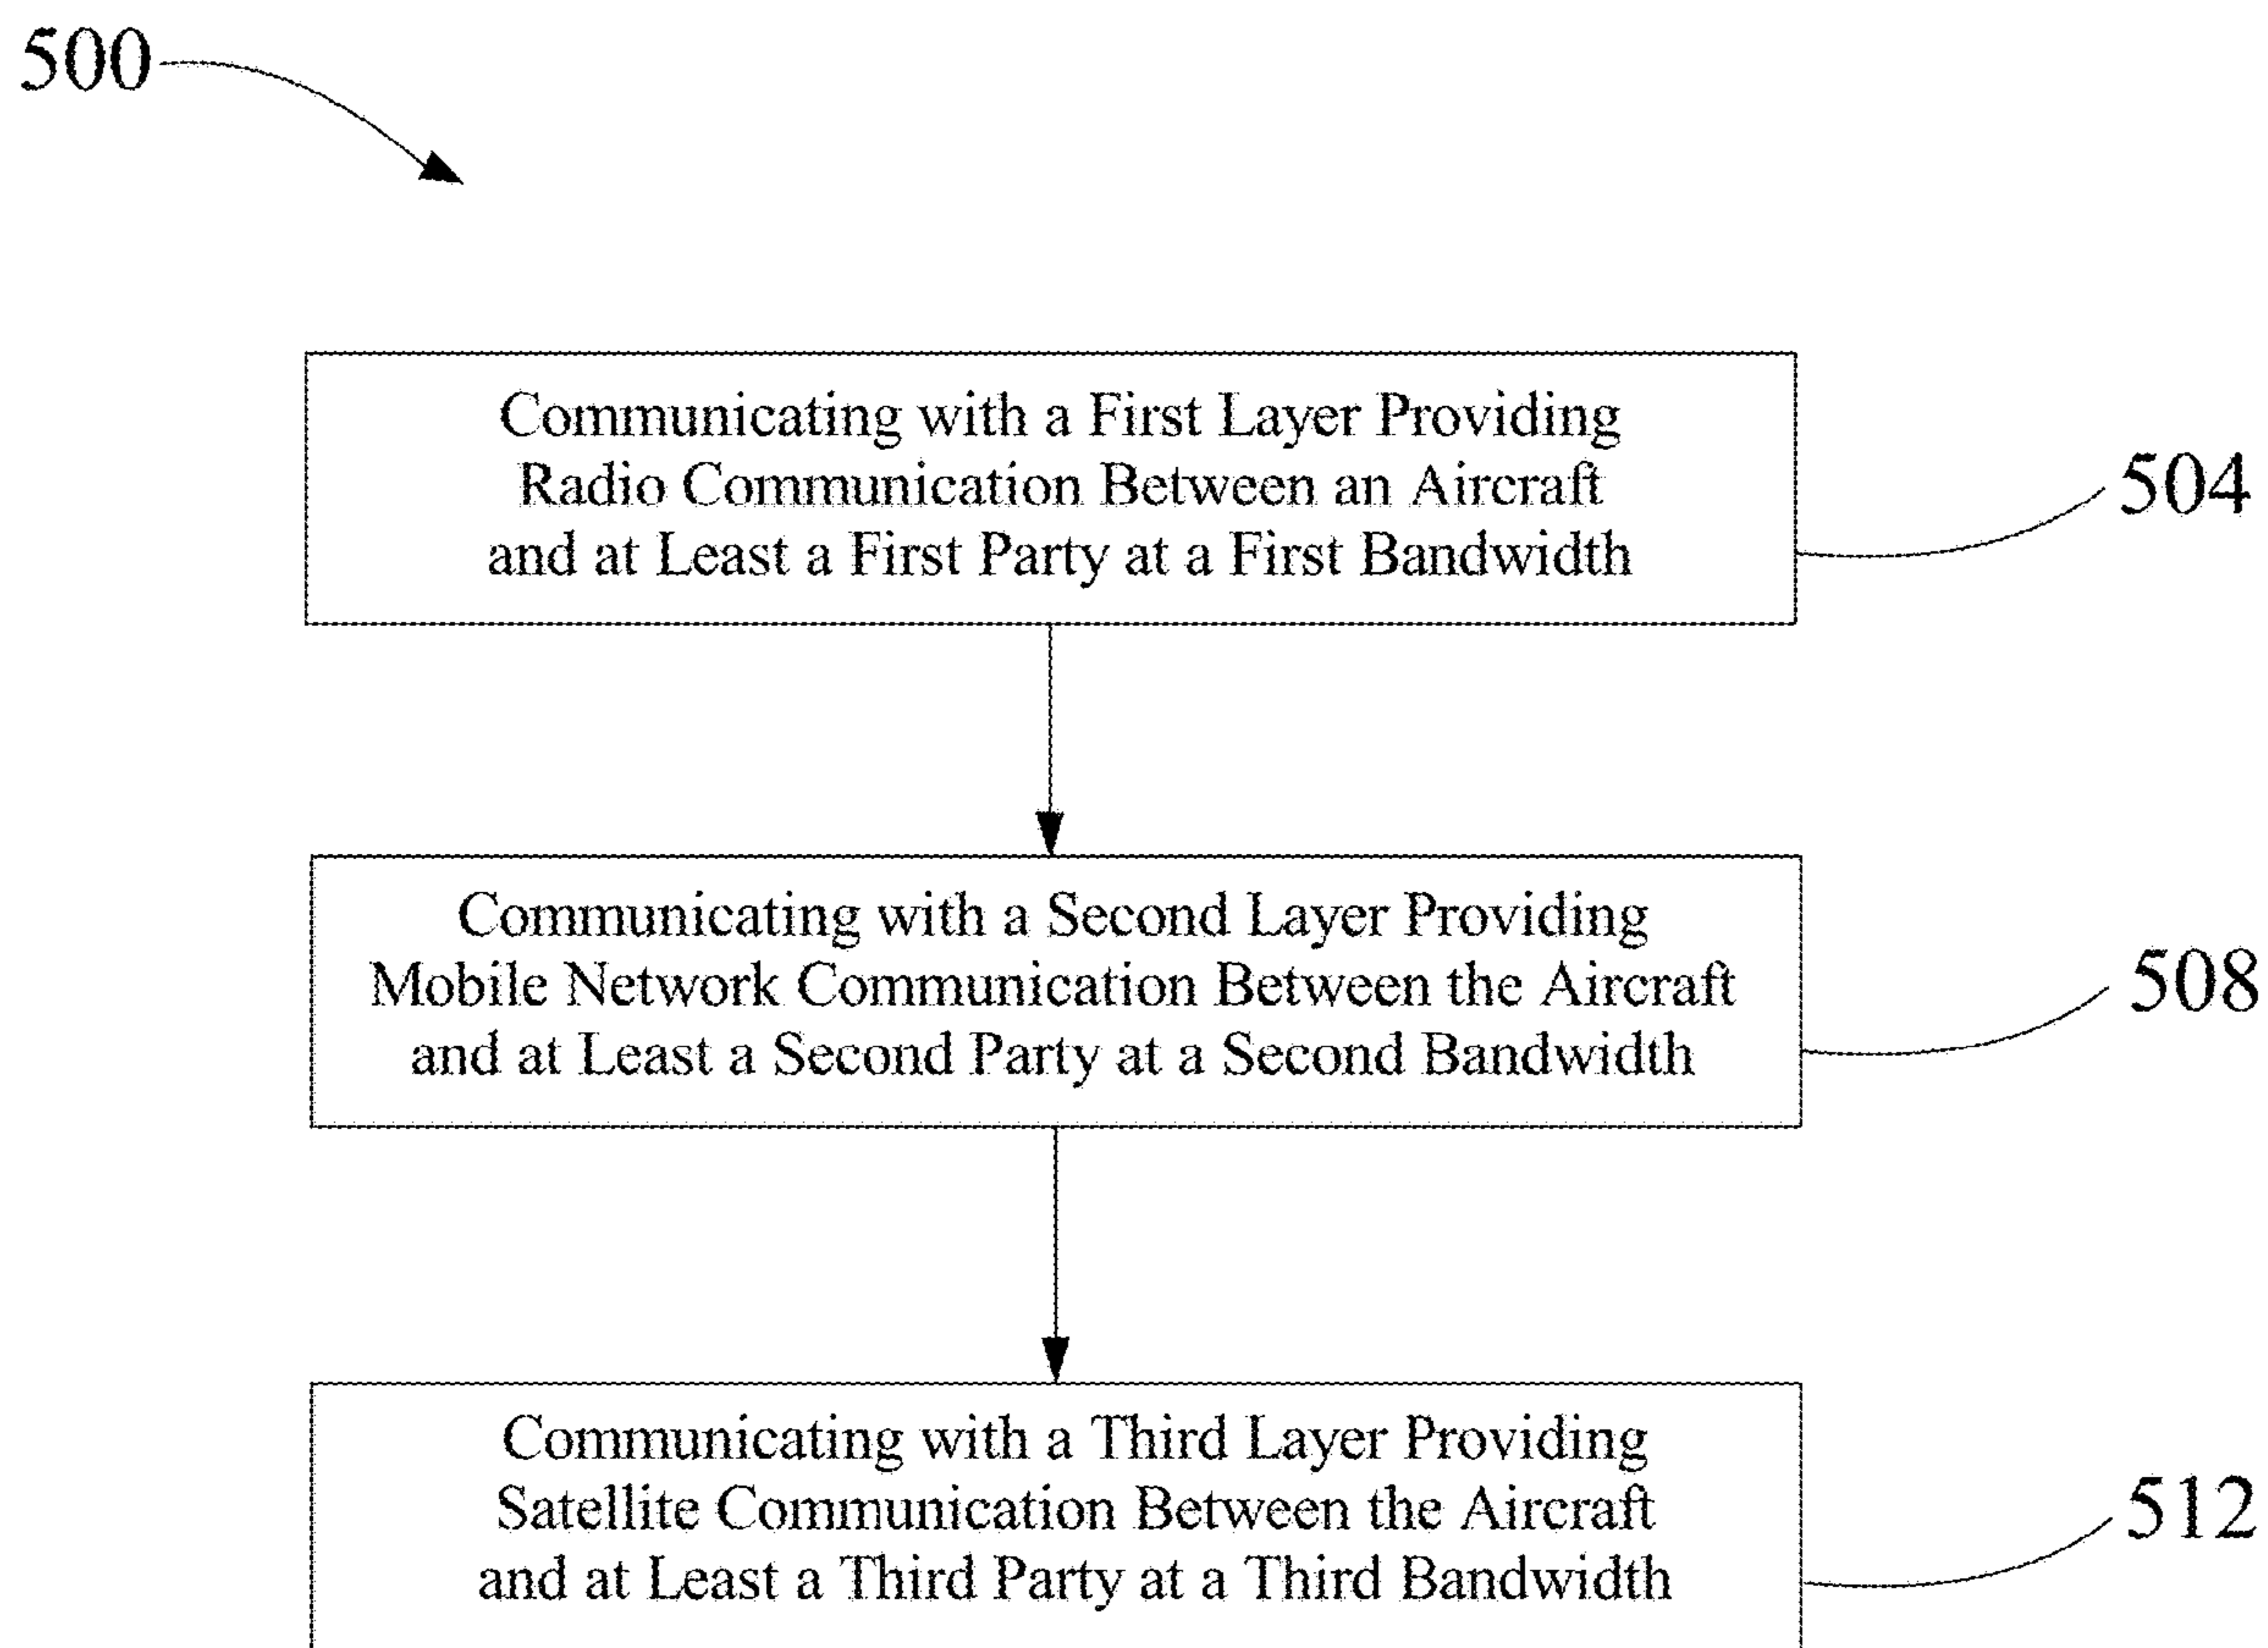 500
Communicating with a First Layer Providing
Radio Communication Between an Aircraft
and at Least a First Party at a First Bandwidth
504
Communicating with a Second Layer Providing
Mobile Network Communication Between the Aircraft
and at Least a Second Party at a Second Bandwidth
508
Communicating with a Third Layer Providing
Satellite Communication Between the Aircraft
and at Least a Third Party at a Third Bandwidth
512